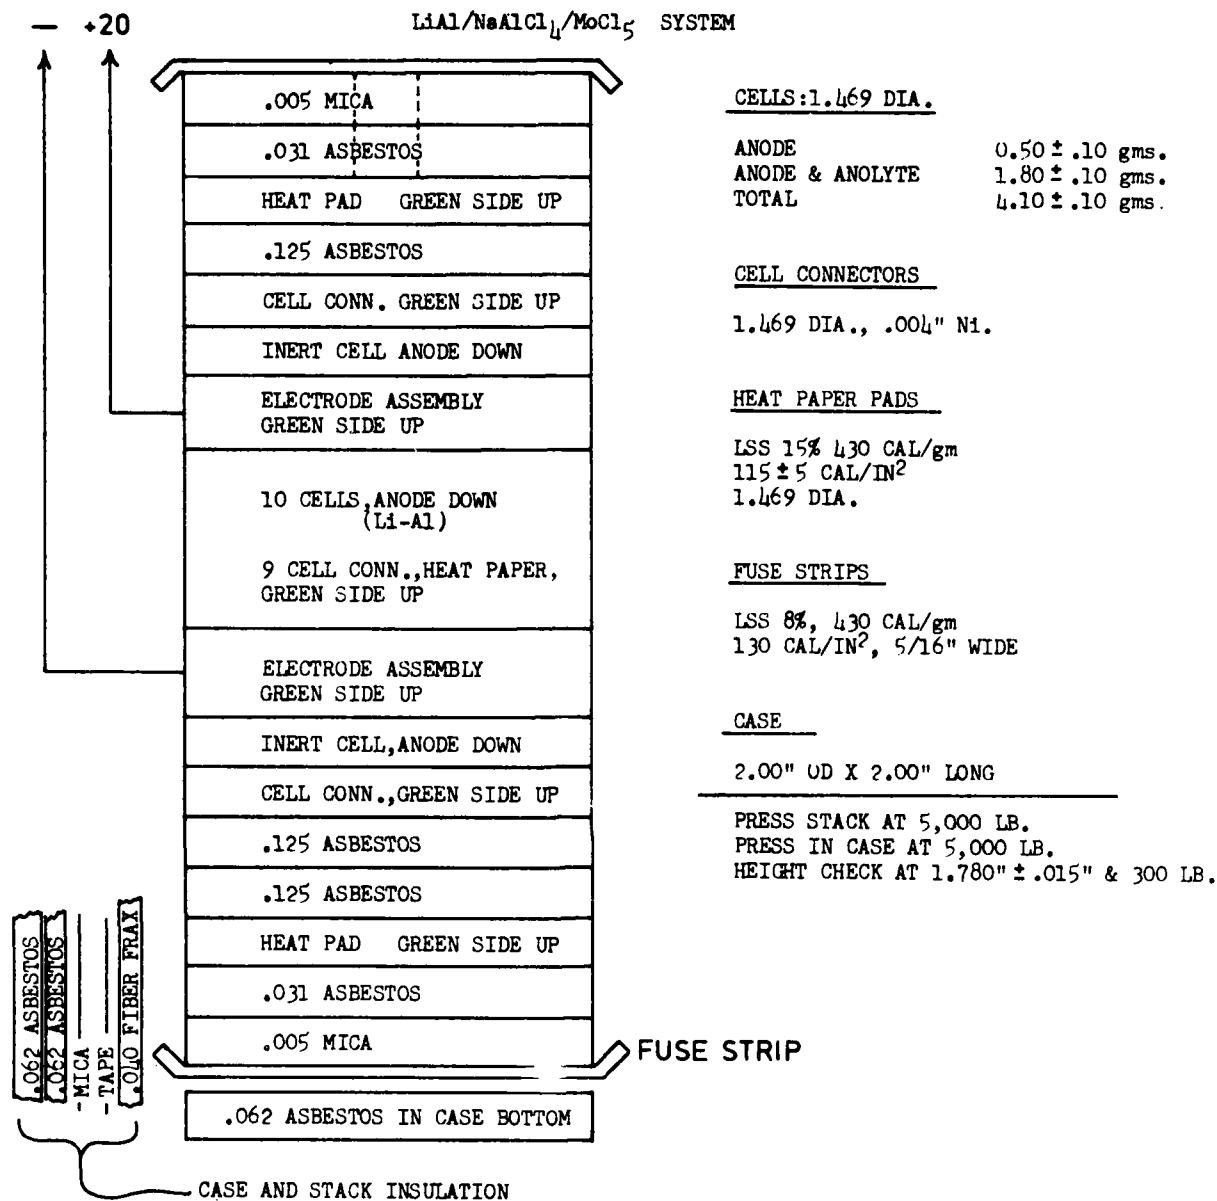 LiAl/NaAlCl4/MoCl5 SYSTEM
— +20
.005 MICA
.031 ASBESTOS
HEAT PAD GREEN SIDE UP
.125 ASBESTOS
CELL CONN. GREEN SIDE UP
INERT CELL ANODE DOWN
ELECTRODE ASSEMBLY
GREEN SIDE UP
10 CELLS,ANODE DOWN
(Li-Al)
9 CELL CONN.,HEAT PAPER,
GREEN SIDE UP
ELECTRODE ASSEMBLY
GREEN SIDE UP
INERT CELL,ANODE DOWN
CELL CONN.,GREEN SIDE UP
.125 ASBESTOS
.125 ASBESTOS
HEAT PAD GREEN SIDE UP
.031 ASBESTOS
.005 MICA
FUSE STRIP
.062 ASBESTOS IN CASE BOTTOM
.062 ASBESTOS
.062 ASBESTOS
- MICA
- TAPE
.040 FIBER FRAX
CASE AND STACK INSULATION
CELLS:1.469 DIA.
ANODE 0.50 ± .10 gms.
ANODE & ANOLYTE 1.80 ± .10 gms.
TOTAL 4.10 ± .10 gms.
CELL CONNECTORS
1.469 DIA., .004" Ni.
HEAT PAPER PADS
LSS 15% 430 CAL/gm
115 ± 5 CAL/IN2
1.469 DIA.
FUSE STRIPS
LSS 8%, 430 CAL/gm
130 CAL/IN2, 5/16" WIDE
CASE
2.00" OD X 2.00" LONG
PRESS STACK AT 5,000 LB.
PRESS IN CASE AT 5,000 LB.
HEIGHT CHECK AT 1.780" ± .015" & 300 LB.